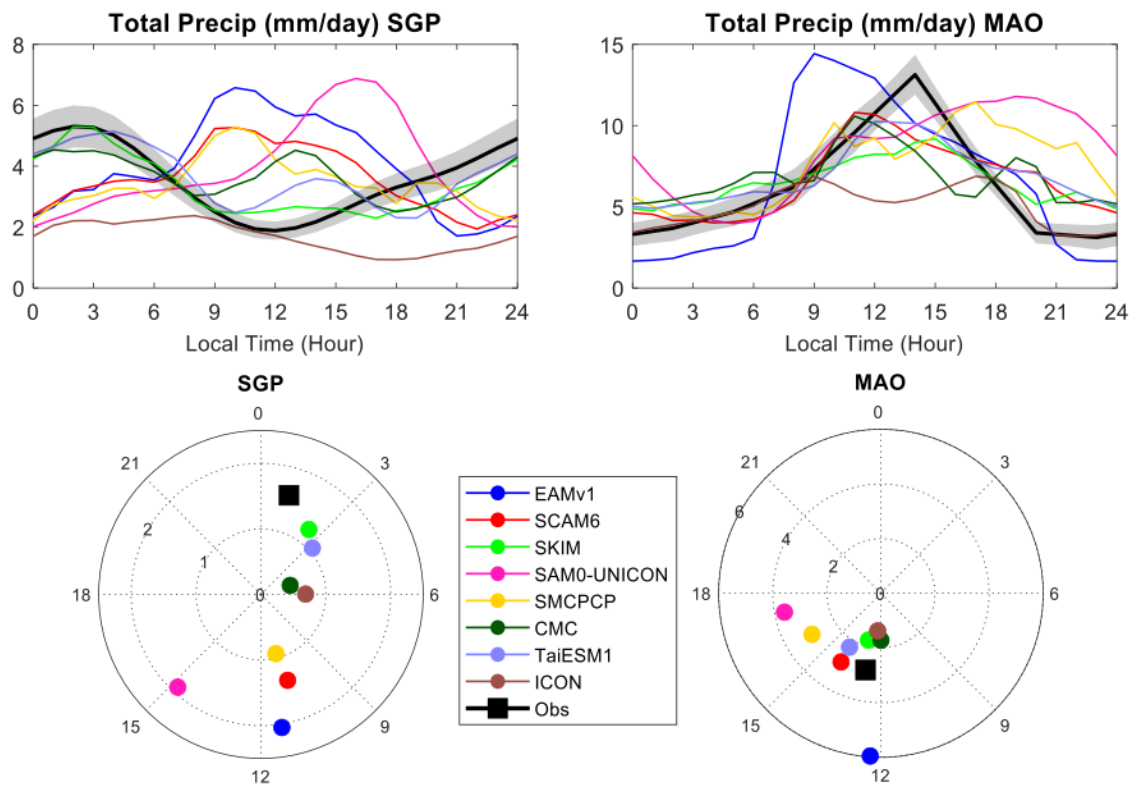 Total Precip (mm/day) SGP
8
6
4
2
0
0 3 6 9 12 15 18 21 24
Local Time (Hour)
Total Precip (mm/day) MAO
15
10
5
0
0 3 6 9 12 15 18 21 24
Local Time (Hour)
SGP
0
21 3
2
1
18 0 6
15 9
12
EAMv1
SCAM6
SKIM
SAM0-UNICON
SMCPCP
CMC
TaiESM1
ICON
Obs
MAO
0
21 3
6
4
2
18 0 6
15 9
12